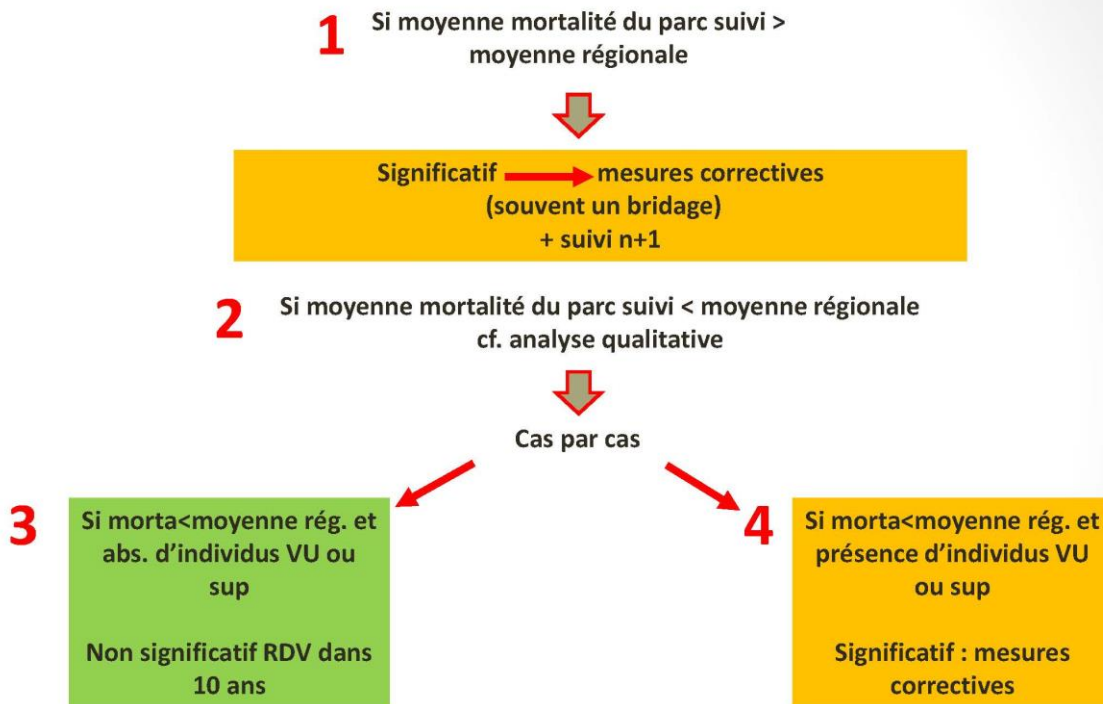 1
Si moyenne mortalité du parc suivi >
moyenne régionale
Significatif mesures correctives
(souvent un bridage)
+ suivi n+1
2
Si moyenne mortalité du parc suivi < moyenne régionale
cf. analyse qualitative
Cas par cas
3
Si morta<moyenne rég. et
abs. d’individus VU ou
sup
Non significatif RDV dans
10 ans
4
Si morta<moyenne rég. et
présence d’individus VU
ou sup
Significatif : mesures
correctives